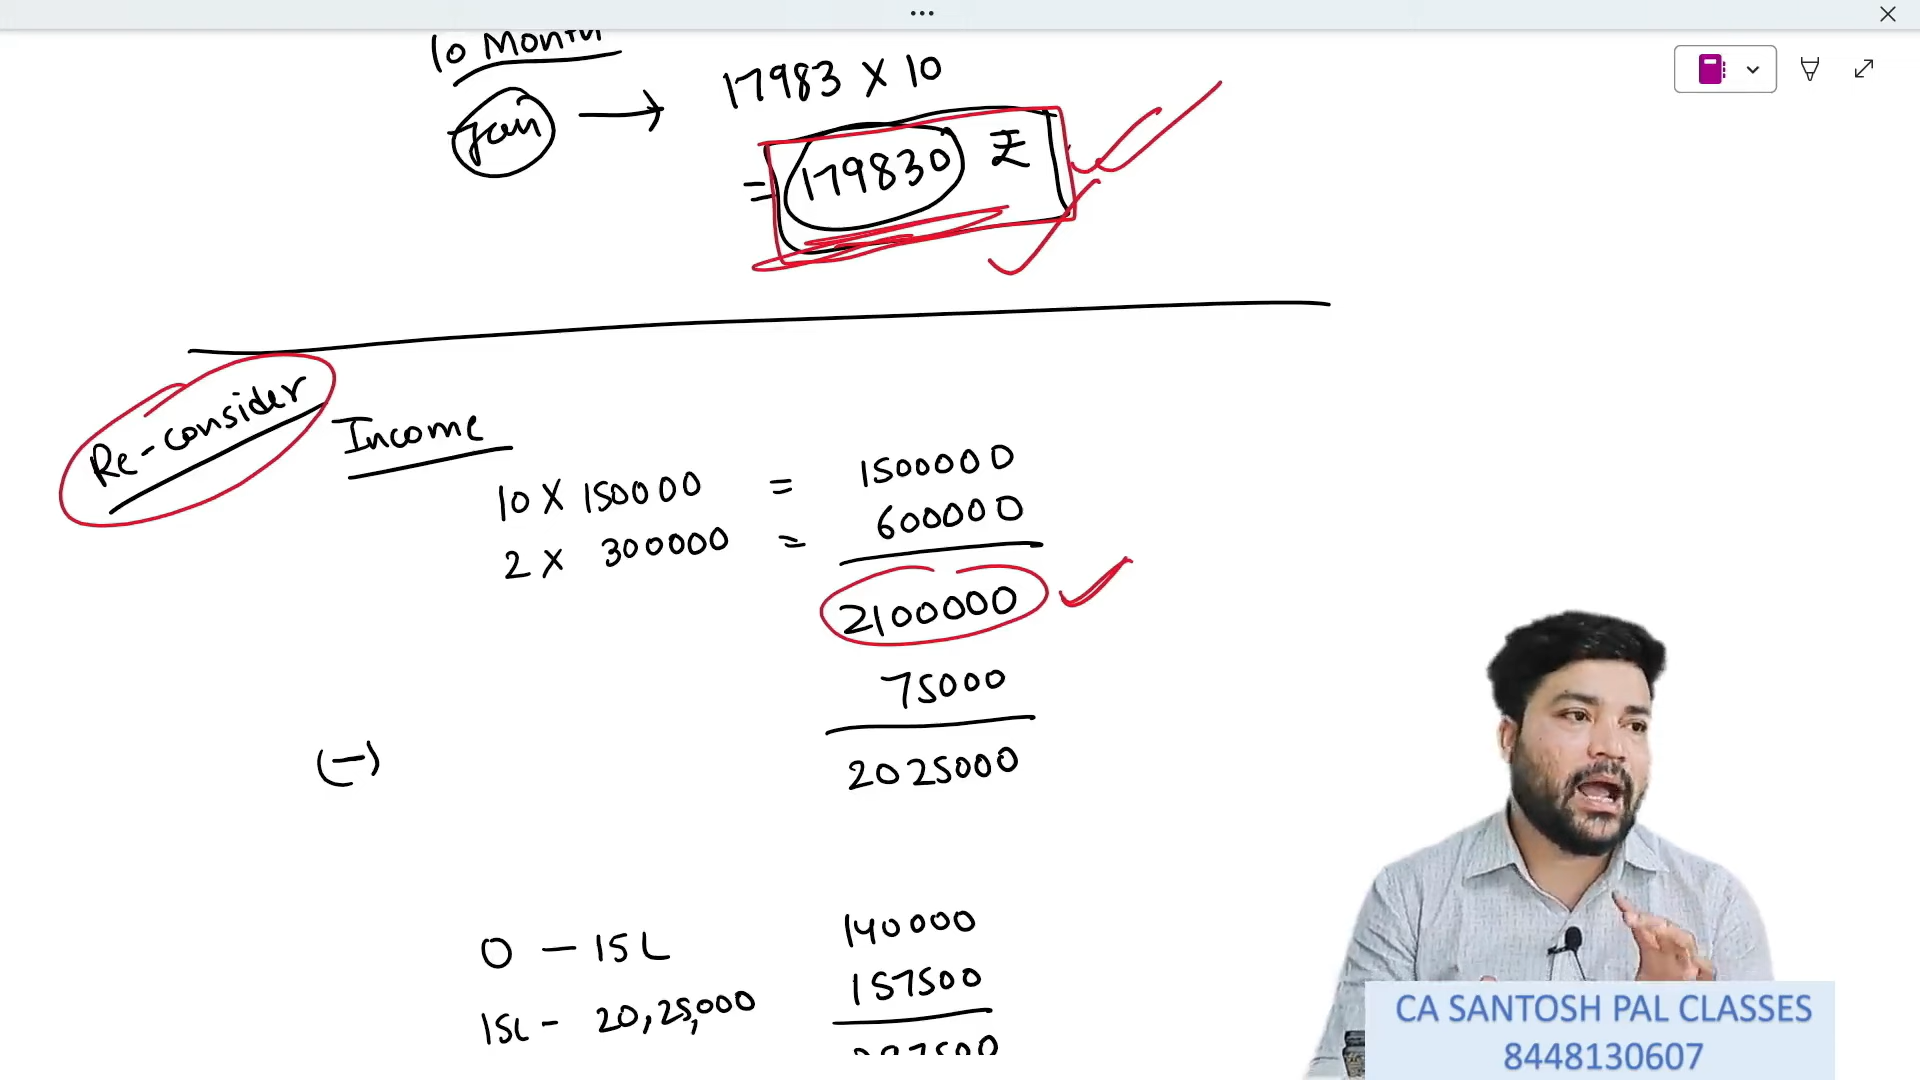 10 Month
Jan → 17983 X 10
= 179830 ₹
Re-consider
Income
10 X 150000 = 1500000
2 X 300000 = 600000
2100000
(-) 75000
2025000
0 - 15L 140000
15L - 20,25,000 157500
297500
CA SANTOSH PAL CLASSES
8448130607